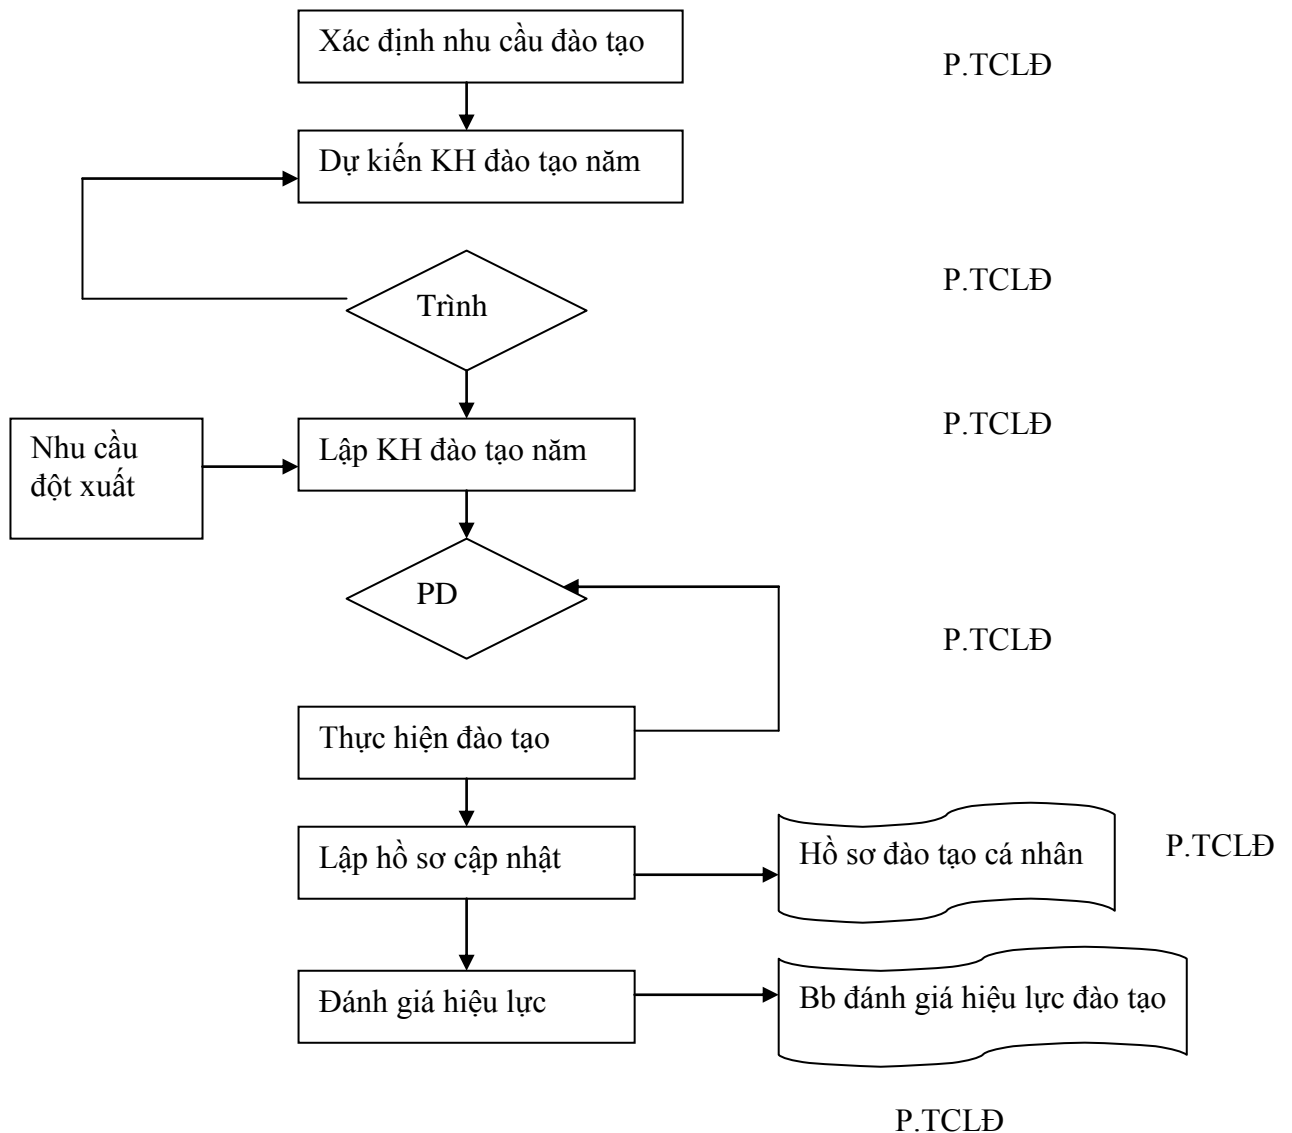 Xác định nhu cầu đào tạo
P.TCLĐ
Dự kiến KH đào tạo năm
P.TCLĐ
Trình
P.TCLĐ
Nhu cầu
đột xuất
Lập KH đào tạo năm
PD
P.TCLĐ
Thực hiện đào tạo
Lập hồ sơ cập nhật
Hồ sơ đào tạo cá nhân
P.TCLĐ
Đánh giá hiệu lực
Bb đánh giá hiệu lực đào tạo
P.TCLĐ